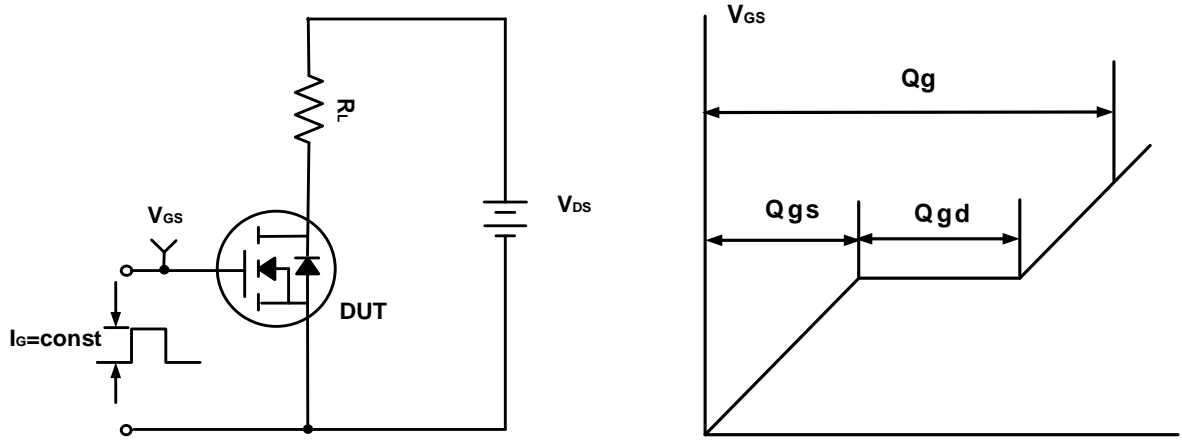 RL
VDS
VGS
DUT
IG=const
VGS
Qg
Qgs
Qgd